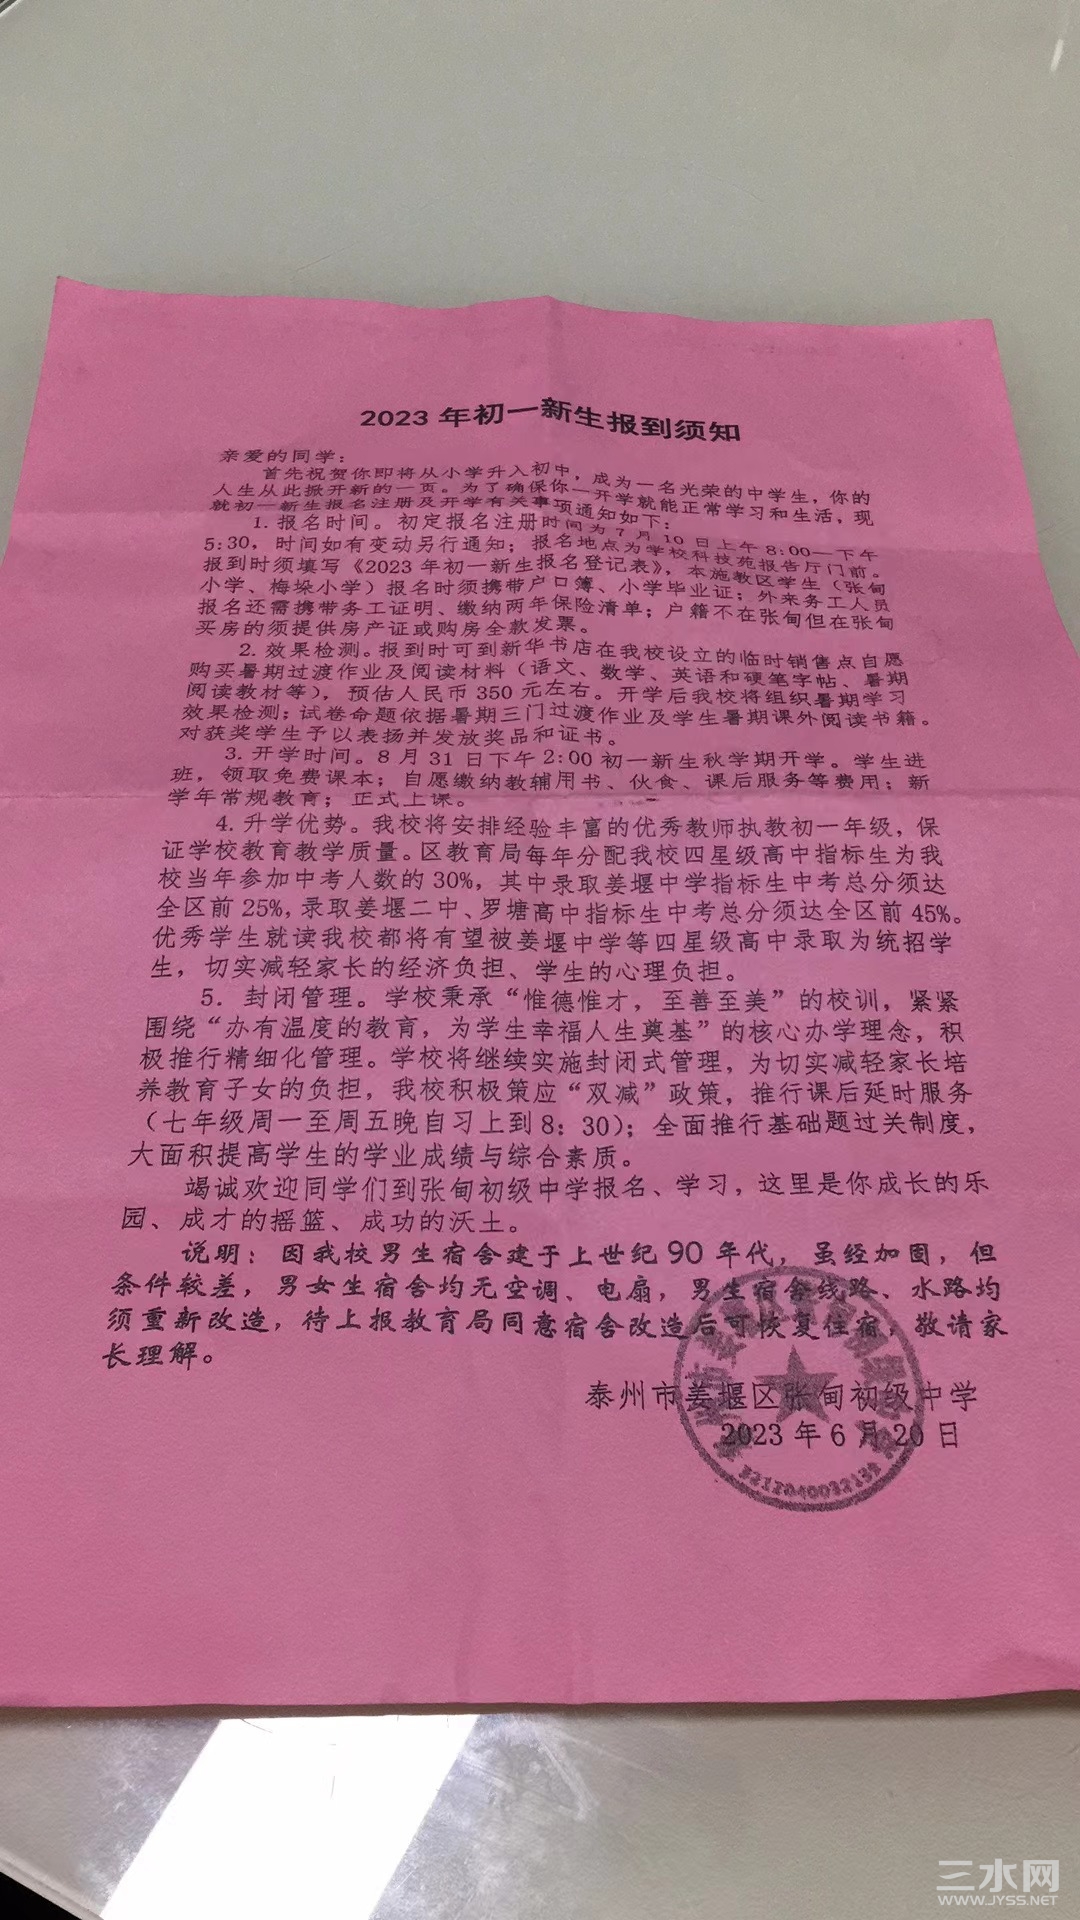 2023年初一新生报到须知
亲爱的同学：
首先祝贺你即将从小学升入初中，成为一名光荣的中学生，你的
人生从此掀开新的一页。为了确保你一开学就能正常学习和生活，现
就初一新生报名注册及开学有关事项通知如下：
1. 报名时间。初定报名注册时间为7月10日上午8:00—下午
5:30，时间如有变动另行通知；报名地点为学校科技苑报告厅门前。
报到时须填写《2023年初一新生报名登记表》，本施教区学生（张甸
小学、梅垛小学）报名时须携带户口簿、小学毕业证；外来务工人员
报名还需携带务工证明、缴纳两年保险清单；户籍不在张甸但在张甸
买房的须提供房产证或购房全款发票。
2. 效果检测。报到时可到新华书店在我校设立的临时销售点自愿
购买暑期过渡作业及阅读材料（语文、数学、英语和硬笔字帖、暑期
阅读教材等），预估人民币350元左右。开学后我校将组织暑期学习
效果检测；试卷命题依据暑期三门过渡作业及学生暑期课外阅读书籍。
对获奖学生予以表扬并发放奖品和证书。
3. 开学时间。8月31日下午2:00初一新生秋学期开学。学生进
班，领取免费课本；自愿缴纳教辅用书、伙食、课后服务等费用；新
学年常规教育；正式上课。
4. 升学优势。我校将安排经验丰富的优秀教师执教初一年级，保
证学校教育教学质量。区教育局每年分配我校四星级高中指标生为我
校当年参加中考人数的30%，其中录取姜堰中学指标生中考总分须达
全区前25%，录取姜堰二中、罗塘高中指标生中考总分须达全区前45%。
优秀学生就读我校都将有望被姜堰中学等四星级高中录取为统招学
生，切实减轻家长的经济负担、学生的心理负担。
5. 封闭管理。学校秉承“惟德惟才，至善至美”的校训，紧紧
围绕“办有温度的教育，为学生幸福人生奠基”的核心办学理念，积
极推行精细化管理。学校将继续实施封闭式管理，为切实减轻家长培
养教育子女的负担，我校积极策应“双减”政策，推行课后延时服务
（七年级周一至周五晚自习上到8：30）；全面推行基础题过关制度，
大面积提高学生的学业成绩与综合素质。
竭诚欢迎同学们到张甸初级中学报名、学习，这里是你成长的乐
园、成才的摇篮、成功的沃土。
说明：因我校男生宿舍建于上世纪90年代，虽经加固，但
条件较差，男女生宿舍均无空调、电扇，男生宿舍线路、水路均
须重新改造，待上报教育局同意宿舍改造后可恢复住宿，敬请家
长理解。
泰州市姜堰区张甸初级中学
2023年6月20日
三水网
WWW.JYSS.NET